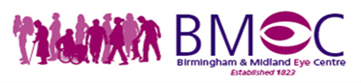 BMEC
Birmingham & Midland Eye Centre
Established 1823